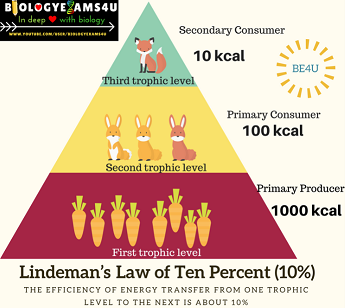 BiOLOGYEXAMS4U
In deep ❤ with biology
WWW.YOUTUBE.COM/USER/BIOLOGYEXAMS4U
Secondary Consumer
10 kcal
BE4U
Third trophic level
Primary Consumer
100 kcal
Second trophic level
Primary Producer
1000 kcal
First trophic level
Lindeman's Law of Ten Percent (10%)
THE EFFICIENCY OF ENERGY TRANSFER FROM ONE TROPHIC
LEVEL TO THE NEXT IS ABOUT 10%